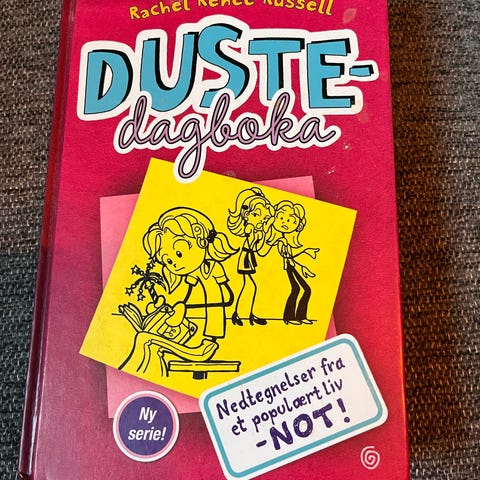 Rachel Renée Russell
DUSTE-
dagboka
Nedtegnelser fra
et populært liv
-NOT!
Ny
serie!